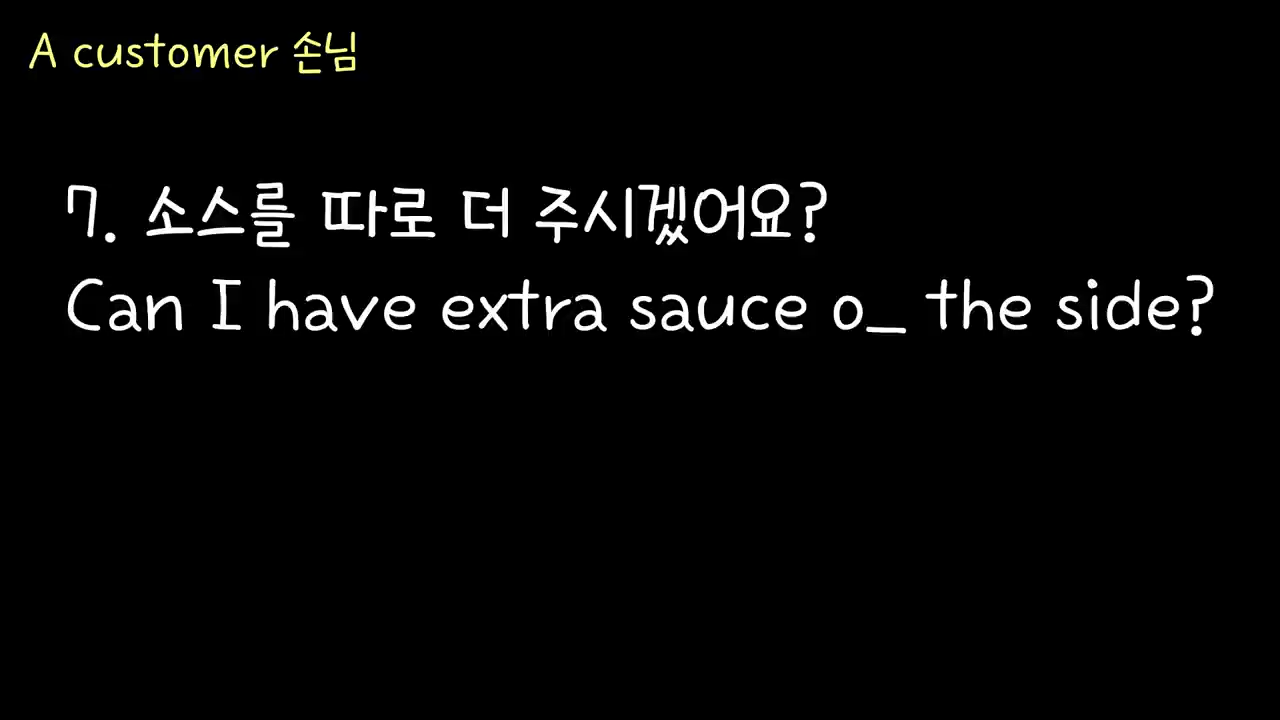 A customer 손님
7. 소스를 따로 더 주시겠어요?
Can I have extra sauce o_ the side?